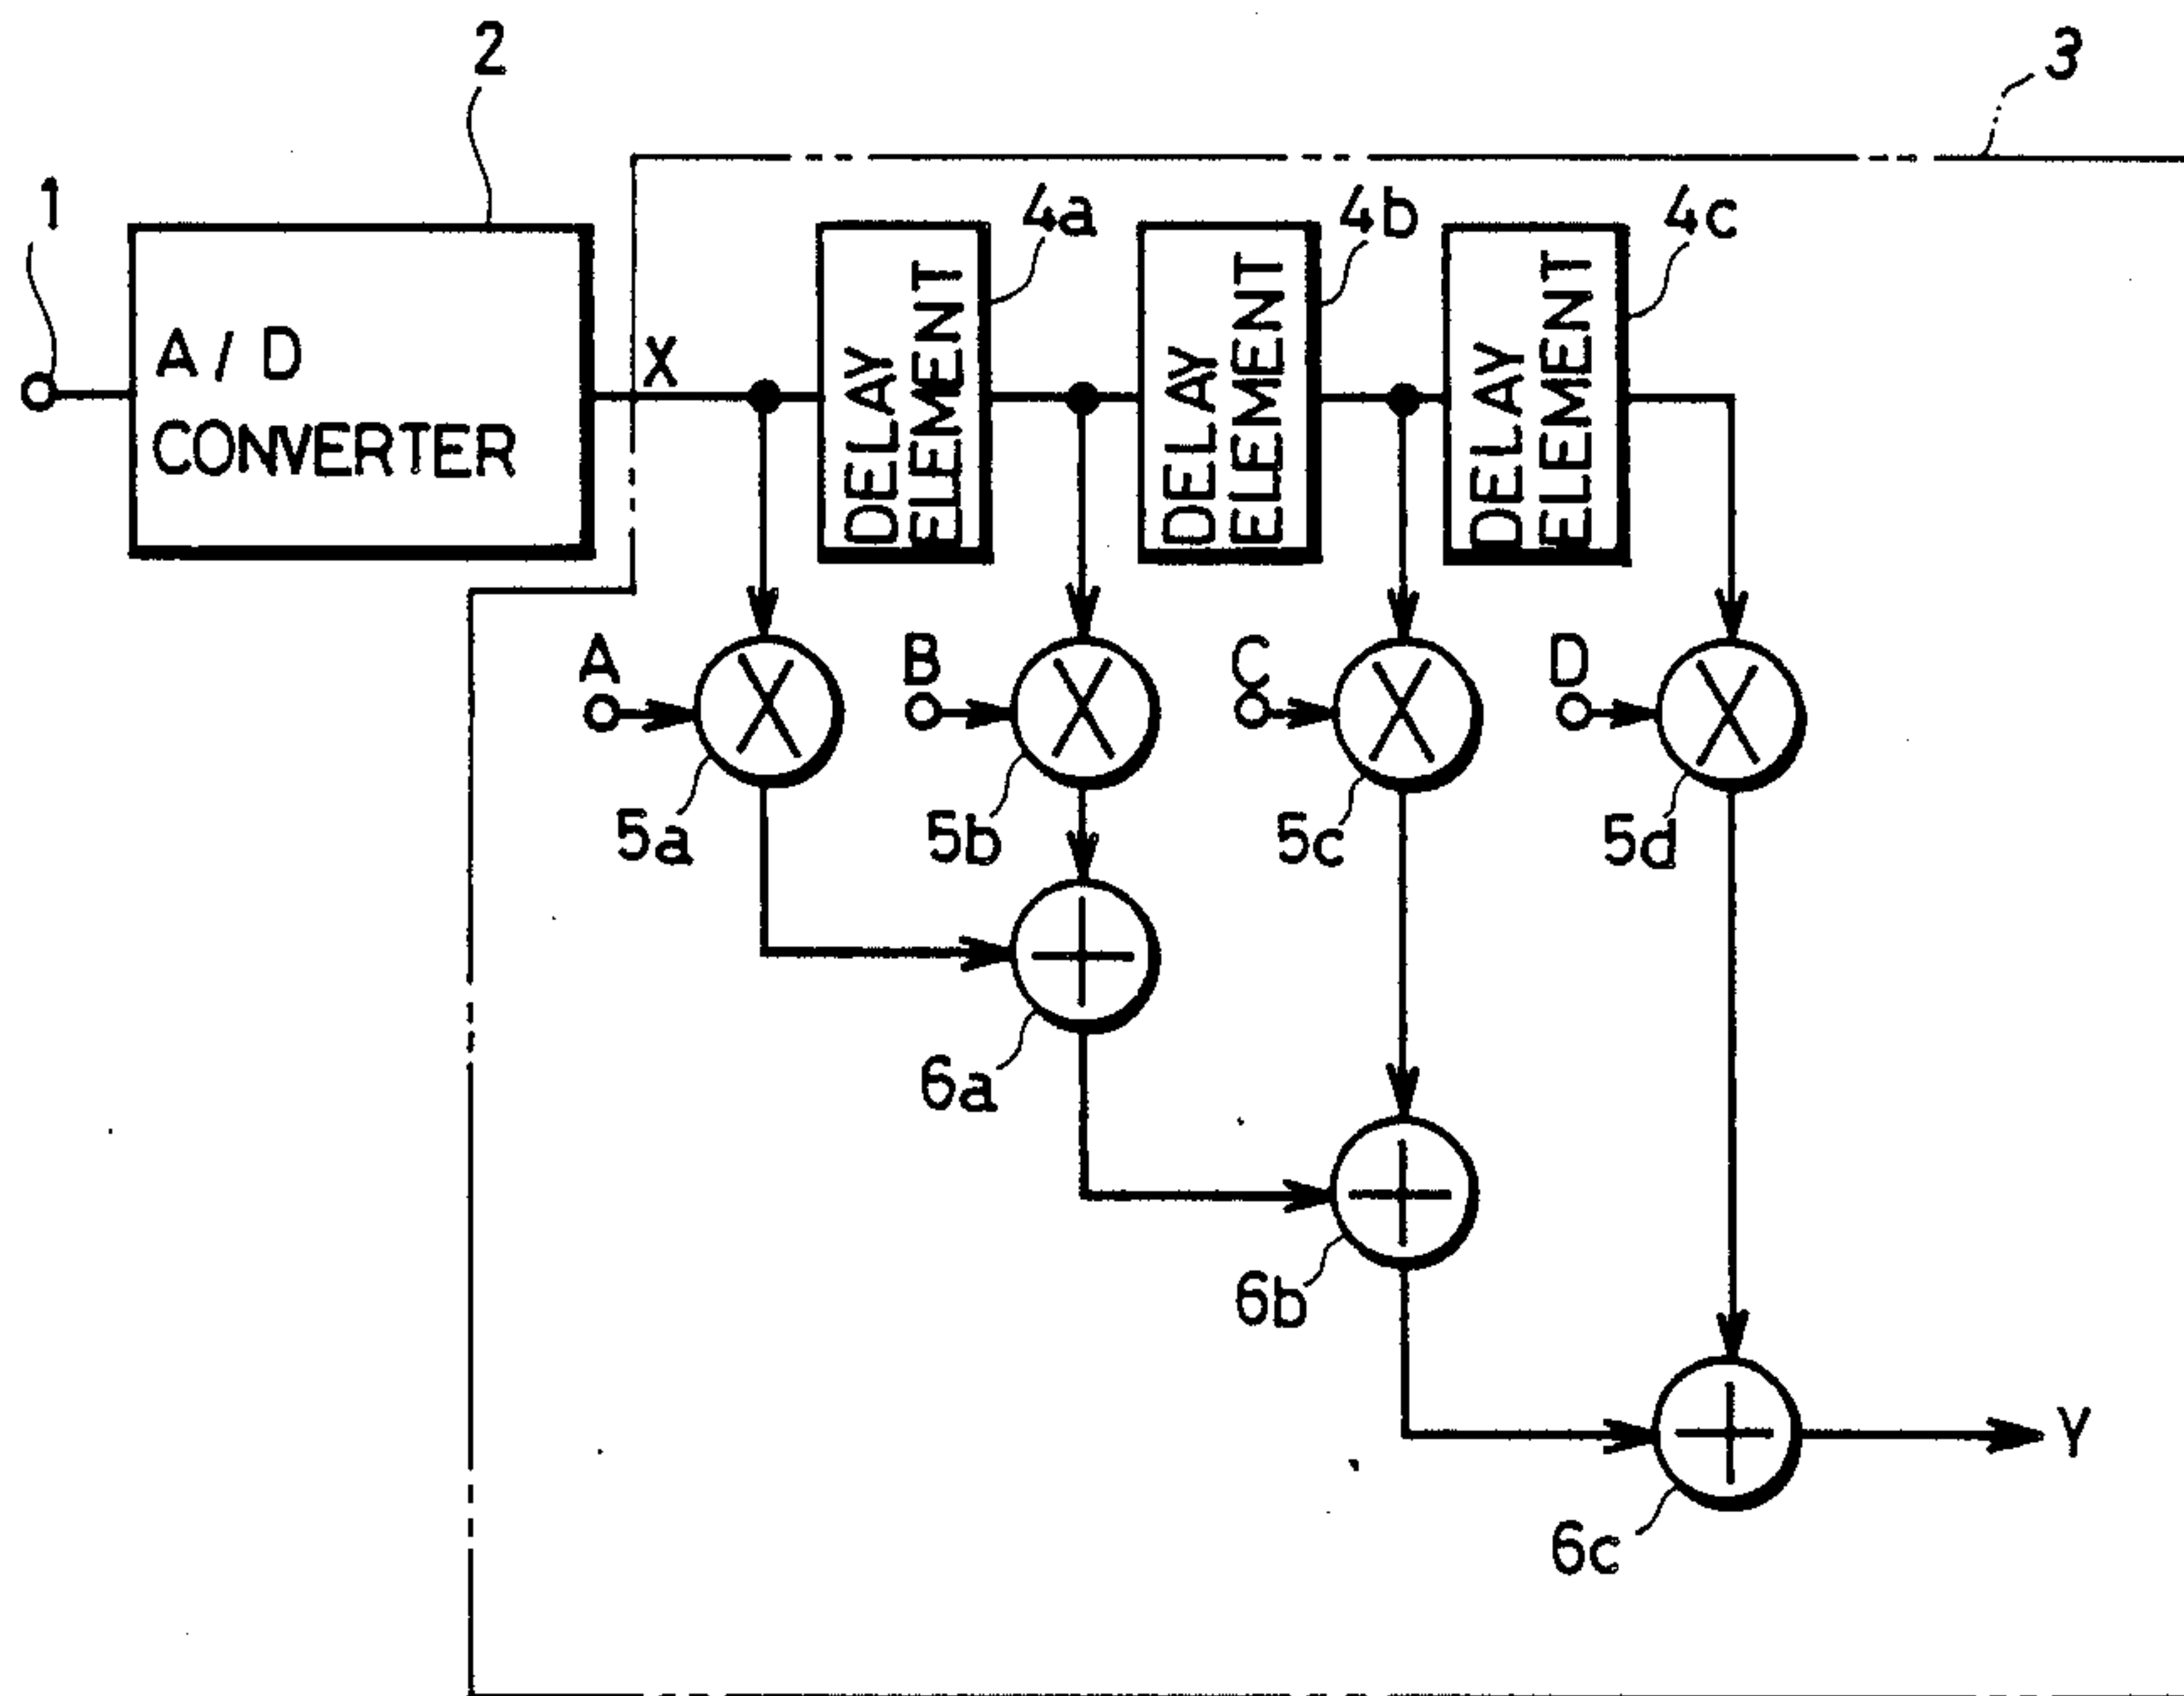 2
3
1
4a
4b
4c
A/D
CONVERTER
X
DELAY
ELEMENT
DELAY
ELEMENT
DELAY
ELEMENT
A
B
C
D
5a
5b
5c
5d
6a
6b
6c
Y